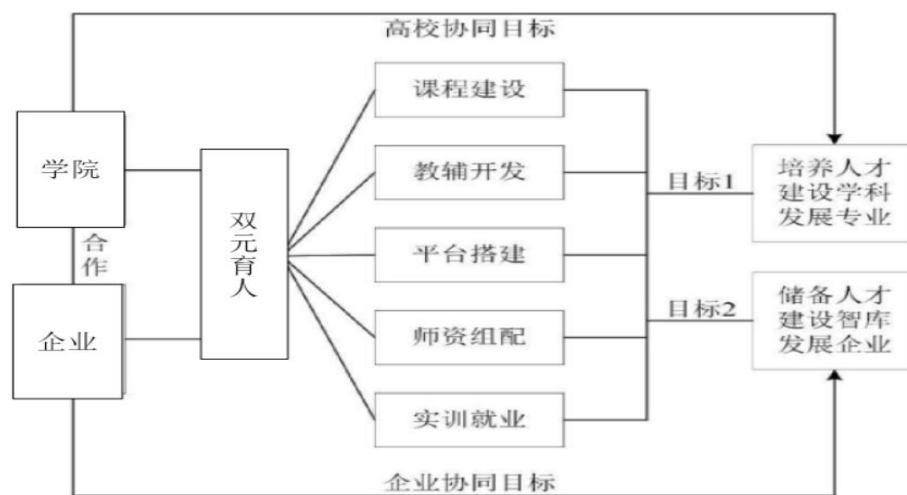 高校协同目标
课程建设
学院
教辅开发
目标1
培养人才
建设学科
发展专业
合作
双元育人
平台搭建
企业
师资组配
目标2
储备人才
建设智库
发展企业
实训就业
企业协同目标